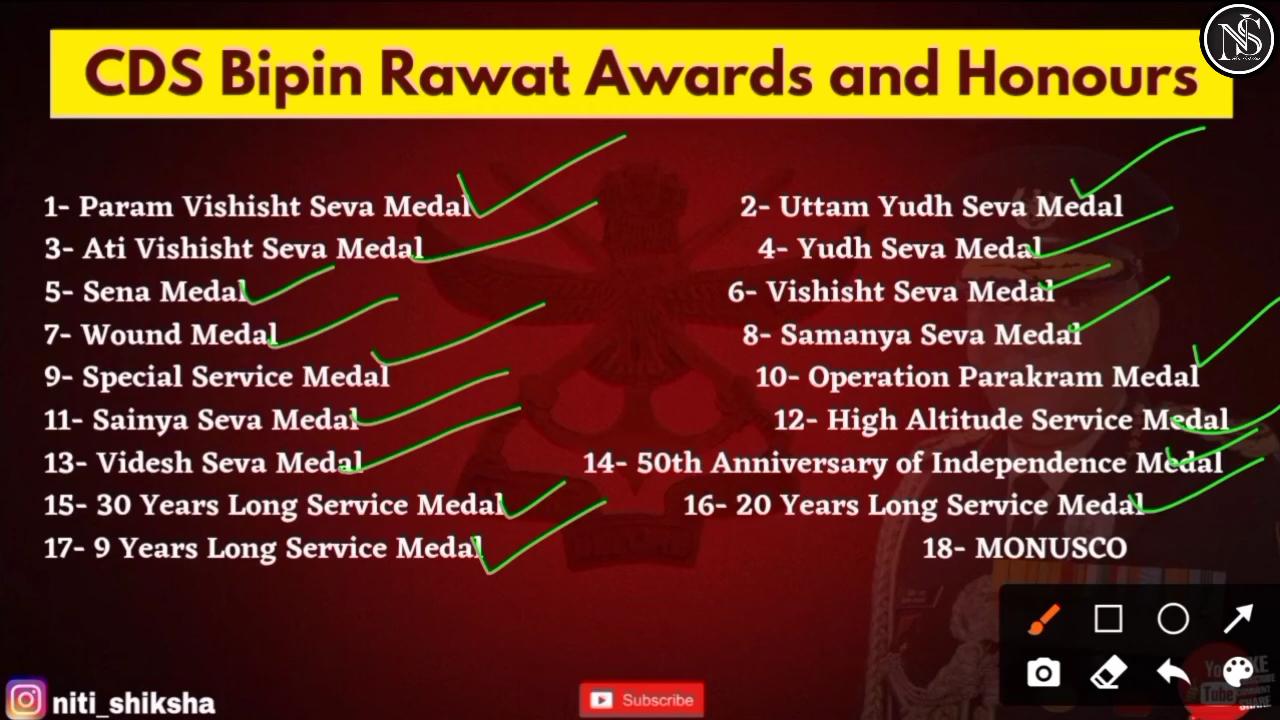 CDS Bipin Rawat Awards and Honours
NS
1- Param Vishisht Seva Medal
2- Uttam Yudh Seva Medal
3- Ati Vishisht Seva Medal
4- Yudh Seva Medal
5- Sena Medal
6- Vishisht Seva Medal
7- Wound Medal
8- Samanya Seva Medal
9- Special Service Medal
10- Operation Parakram Medal
11- Sainya Seva Medal
12- High Altitude Service Medal
13- Videsh Seva Medal
14- 50th Anniversary of Independence Medal
15- 30 Years Long Service Medal
16- 20 Years Long Service Medal
17- 9 Years Long Service Medal
18- MONUSCO
niti_shiksha
Subscribe